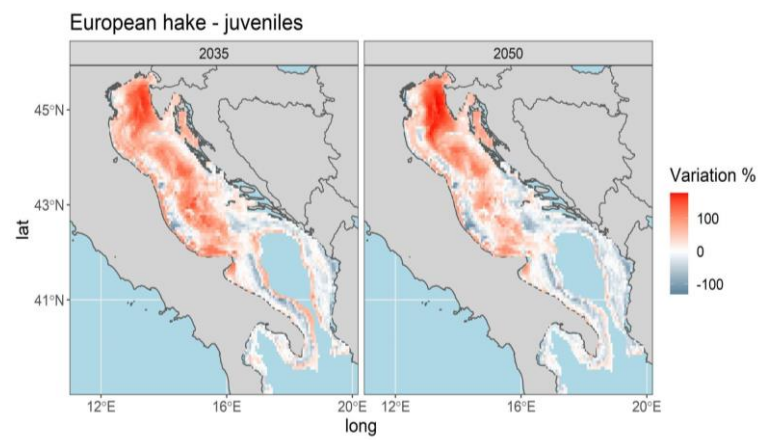 European hake - juveniles
2035 2050
45°N
43°N
41°N
lat
Variation %
100
0
-100
12°E 16°E 20°E 12°E 16°E 20°E
long